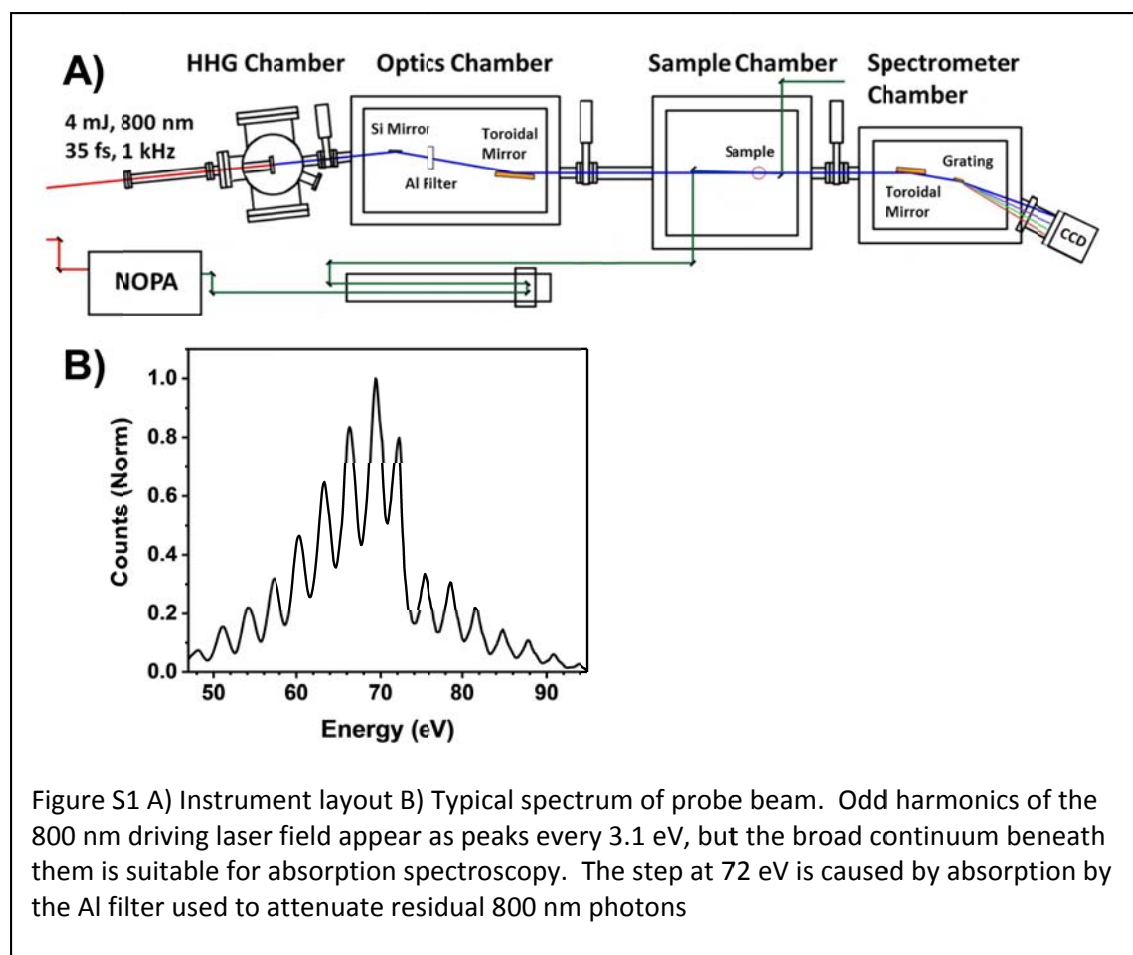 A)
HHG Chamber
Optics Chamber
Sample Chamber
Spectrometer
Chamber
4 mJ, 800 nm
35 fs, 1 kHz
Si Mirror
Al Filter
Toroidal
Mirror
Sample
Grating
Toroidal
Mirror
CCD
NOPA
B)
Counts (Norm)
1.0
0.8
0.6
0.4
0.2
0.0
50 60 70 80 90
Energy (eV)
Figure S1 A) Instrument layout B) Typical spectrum of probe beam. Odd harmonics of the
800 nm driving laser field appear as peaks every 3.1 eV, but the broad continuum beneath
them is suitable for absorption spectroscopy. The step at 72 eV is caused by absorption by
the Al filter used to attenuate residual 800 nm photons